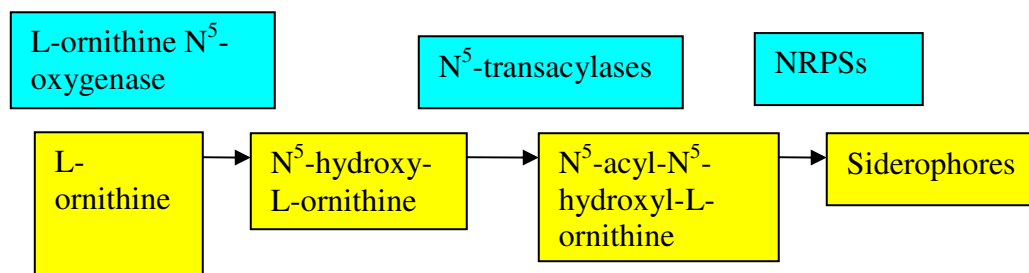 L-ornithine N⁵-
oxygenase
N⁵-transacylases
NRPSs
L-
ornithine
N⁵-hydroxy-
L-ornithine
N⁵-acyl-N⁵-
hydroxyl-L-
ornithine
Siderophores